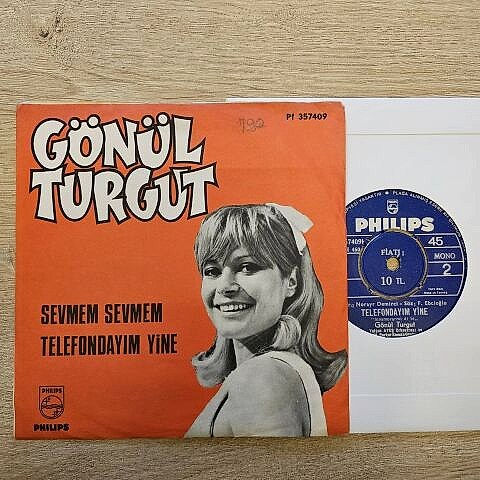 792
Pf 357409
GÖNÜL
TURGUT
SEVMEM SEVMEM
TELEFONDAYIM YİNE
PHILIPS
PHILIPS
FİATI :
10 TL.
45
MONO
2
TELEFONDAYIM YİNE
Gönül Turgut